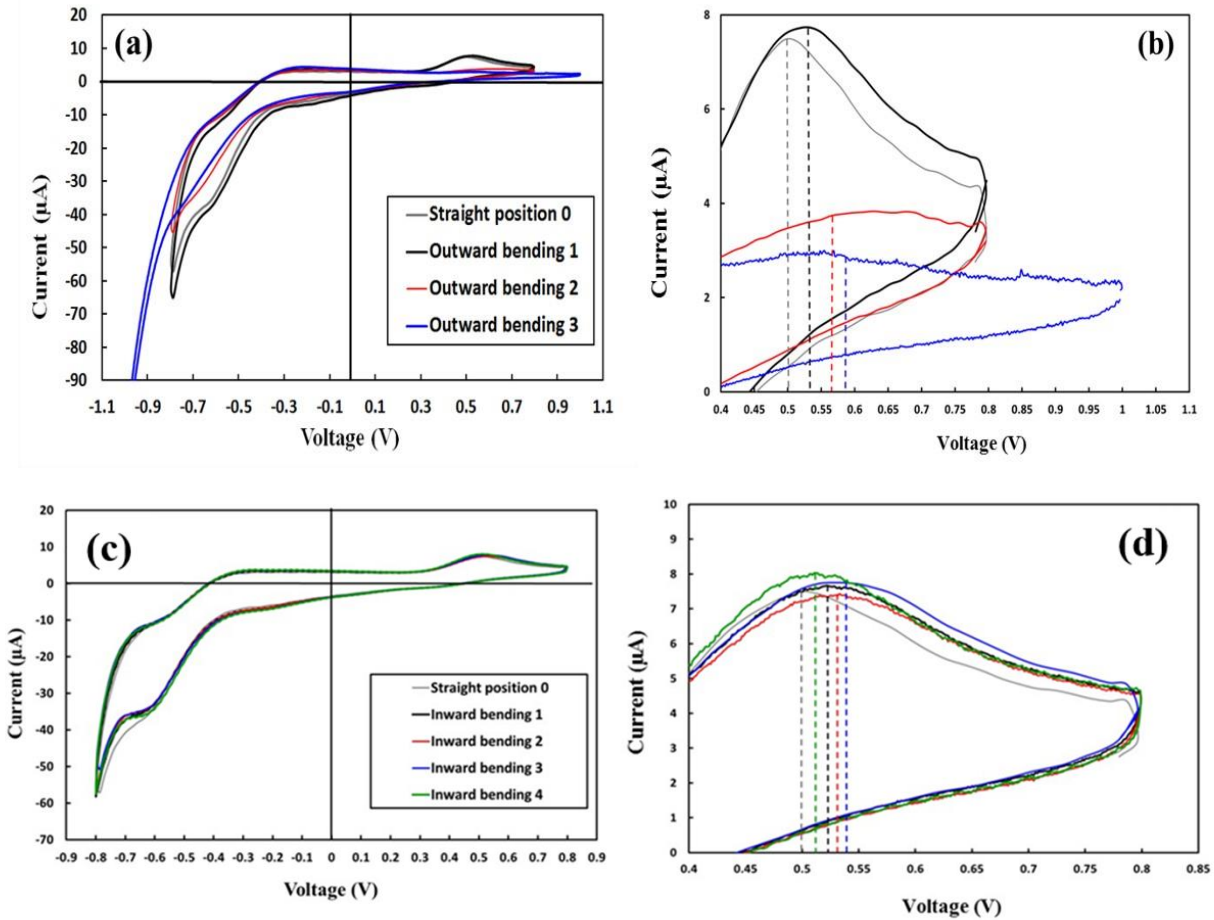 (a)
20
10
0
-10
-20
-30
-40
-50
-60
-70
-80
-90
Current (µA)
Straight position 0
Outward bending 1
Outward bending 2
Outward bending 3
-1.1 -0.9 -0.7 -0.5 -0.3 -0.1 0.1 0.3 0.5 0.7 0.9 1.1
Voltage (V)
(b)
8
6
4
2
0
Current (µA)
0.4 0.45 0.5 0.55 0.6 0.65 0.7 0.75 0.8 0.85 0.9 0.95 1 1.05 1.1
Voltage (V)
(c)
20
10
0
-10
-20
-30
-40
-50
-60
-70
Current (µA)
Straight position 0
Inward bending 1
Inward bending 2
Inward bending 3
Inward bending 4
-0.9 -0.8 -0.7 -0.6 -0.5 -0.4 -0.3 -0.2 -0.1 0 0.1 0.2 0.3 0.4 0.5 0.6 0.7 0.8 0.9
Voltage (V)
(d)
10
9
8
7
6
5
4
3
2
1
0
Current (µA)
0.4 0.45 0.5 0.55 0.6 0.65 0.7 0.75 0.8 0.85
Voltage (V)